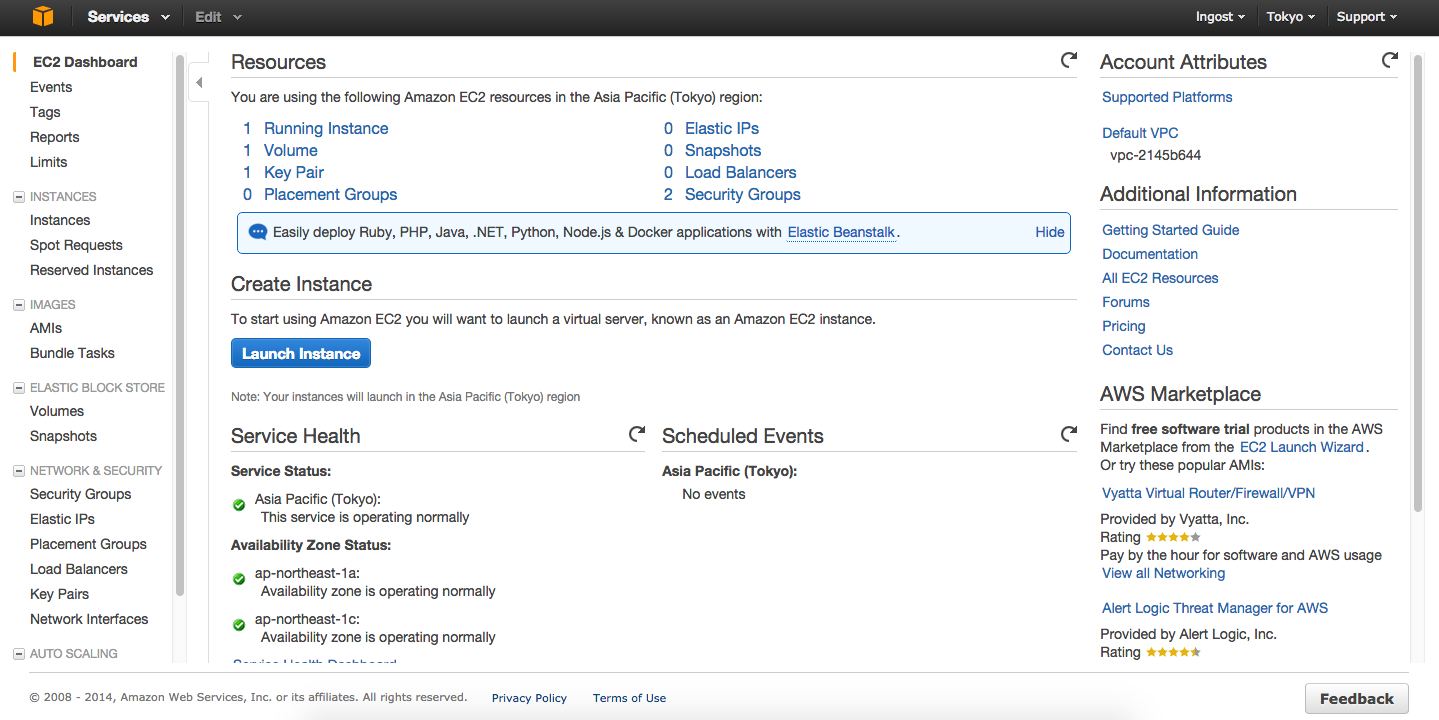 Services
Edit
Ingost
Tokyo
Support
EC2 Dashboard
Events
Tags
Reports
Limits
INSTANCES
Instances
Spot Requests
Reserved Instances
IMAGES
AMIs
Bundle Tasks
ELASTIC BLOCK STORE
Volumes
Snapshots
NETWORK & SECURITY
Security Groups
Elastic IPs
Placement Groups
Load Balancers
Key Pairs
Network Interfaces
AUTO SCALING
Resources
You are using the following Amazon EC2 resources in the Asia Pacific (Tokyo) region:
1 Running Instance
0 Elastic IPs
1 Volume
0 Snapshots
1 Key Pair
0 Load Balancers
0 Placement Groups
2 Security Groups
Easily deploy Ruby, PHP, Java, .NET, Python, Node.js & Docker applications with Elastic Beanstalk. Hide
Create Instance
To start using Amazon EC2 you will want to launch a virtual server, known as an Amazon EC2 instance.
Launch Instance
Note: Your instances will launch in the Asia Pacific (Tokyo) region
Service Health
Service Status:
Asia Pacific (Tokyo):
This service is operating normally
Availability Zone Status:
ap-northeast-1a:
Availability zone is operating normally
ap-northeast-1c:
Availability zone is operating normally
Service Health Dashboard
Scheduled Events
Asia Pacific (Tokyo):
No events
Account Attributes
Supported Platforms
Default VPC
vpc-2145b644
Additional Information
Getting Started Guide
Documentation
All EC2 Resources
Forums
Pricing
Contact Us
AWS Marketplace
Find free software trial products in the AWS
Marketplace from the EC2 Launch Wizard.
Or try these popular AMIs:
Vyatta Virtual Router/Firewall/VPN
Provided by Vyatta, Inc.
Rating
Pay by the hour for software and AWS usage
View all Networking
Alert Logic Threat Manager for AWS
Provided by Alert Logic, Inc.
Rating
© 2008 - 2014, Amazon Web Services, Inc. or its affiliates. All rights reserved.
Privacy Policy
Terms of Use
Feedback